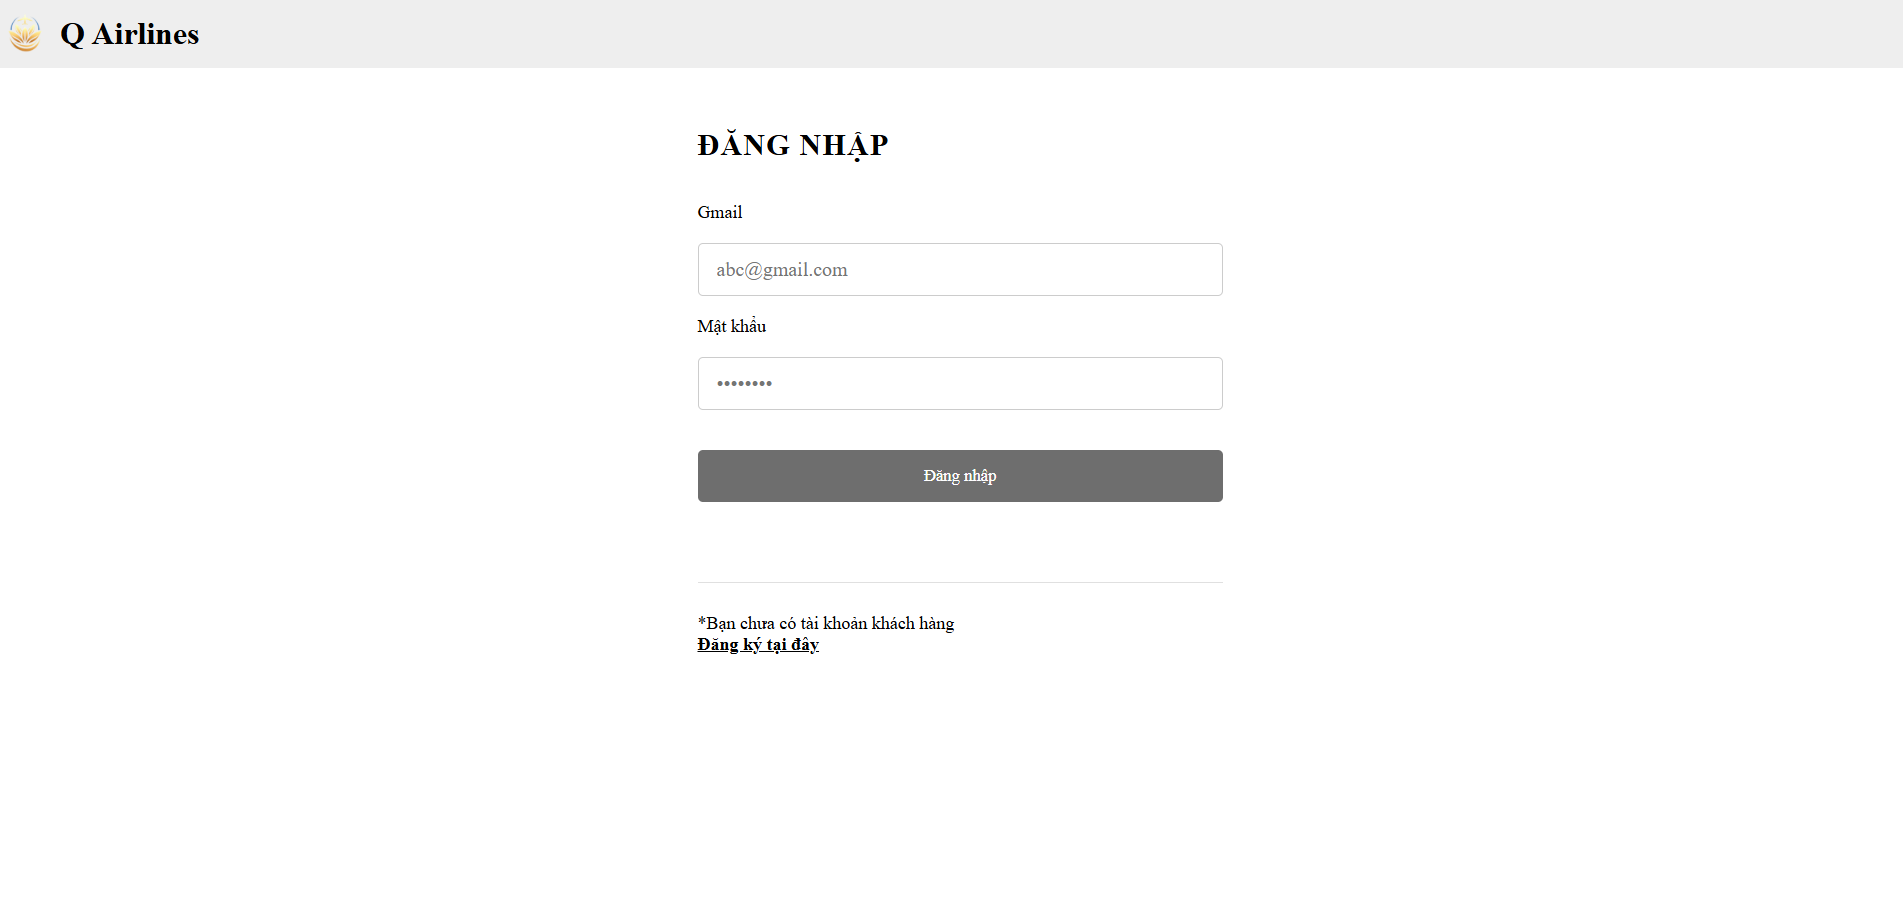 Q Airlines
ĐĂNG NHẬP
Gmail
abc@gmail.com
Mật khẩu
••••••••
Đăng nhập
*Bạn chưa có tài khoản khách hàng
Đăng ký tại đây